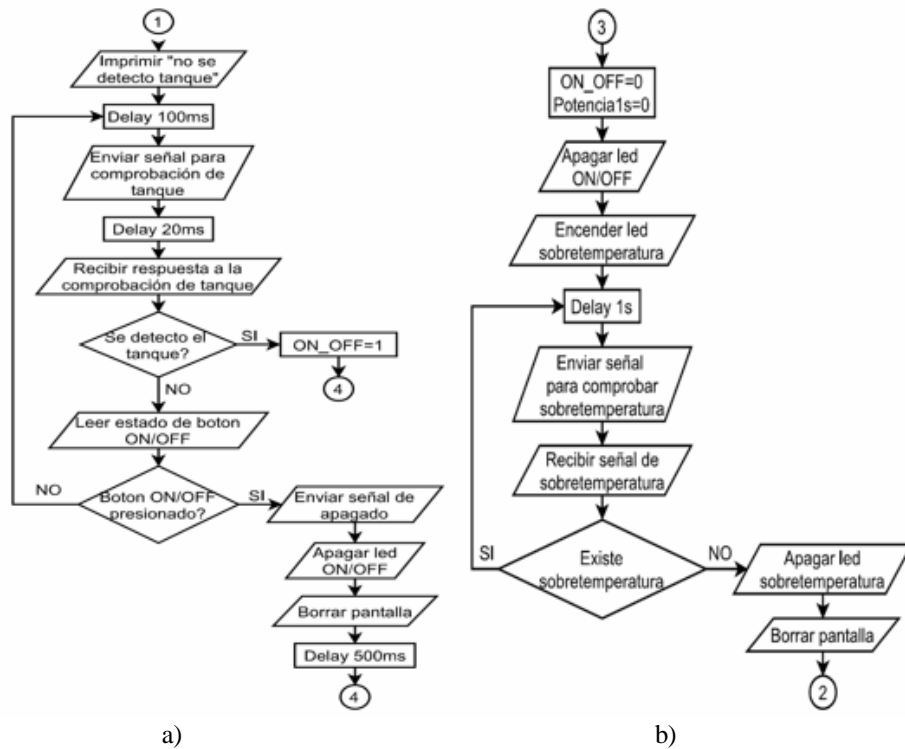 1
Imprimir "no se
detecto tanque"
Delay 100ms
Enviar señal para
comprobación de
tanque
Delay 20ms
Recibir respuesta a la
comprobación de tanque
Se detecto el
tanque?
SI
ON_OFF=1
4
NO
Leer estado de boton
ON/OFF
Boton ON/OFF
presionado?
NO
SI
Enviar señal de
apagado
Apagar led
ON/OFF
Borrar pantalla
Delay 500ms
4
a)
3
ON_OFF=0
Potencia1s=0
Apagar led
ON/OFF
Encender led
sobretemperatura
Delay 1s
Enviar señal
para comprobar
sobretemperatura
Recibir señal de
sobretemperatura
Existe
sobretemperatura
SI
NO
Apagar led
sobretemperatura
Borrar pantalla
2
b)